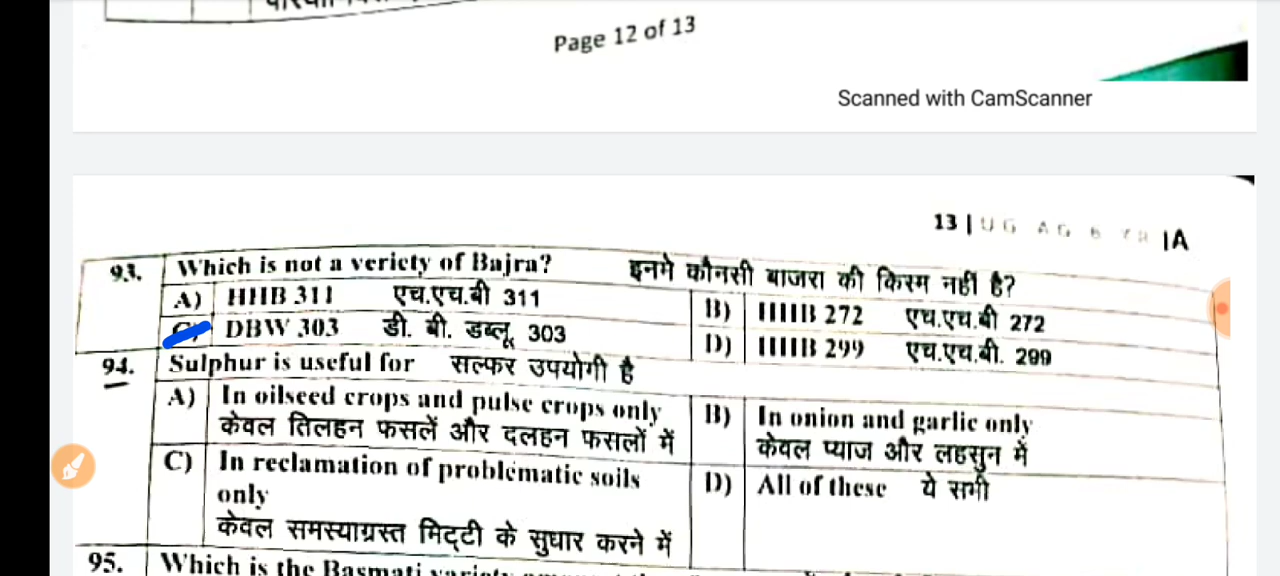 Page 12 of 13
Scanned with CamScanner
13 | U G A G 6 Y R IA
93. Which is not a veriety of Bajra? इनमे कौनसी बाजरा की किस्म नहीं है?
A) HHB 311 एच.एच.बी 311 B) HHB 272 एच.एच.बी 272
C) DBW 303 डी. बी. डब्लू 303 D) HHB 299 एच.एच.बी. 299
94. Sulphur is useful for सल्फर उपयोगी है
A) In oilseed crops and pulse crops only B) In onion and garlic only
केवल तिलहन फसलें और दलहन फसलों में केवल प्याज और लहसुन में
C) In reclamation of problematic soils D) All of these ये सभी
only
केवल समस्याग्रस्त मिट्टी के सुधार करने में
95. Which is the Basmati